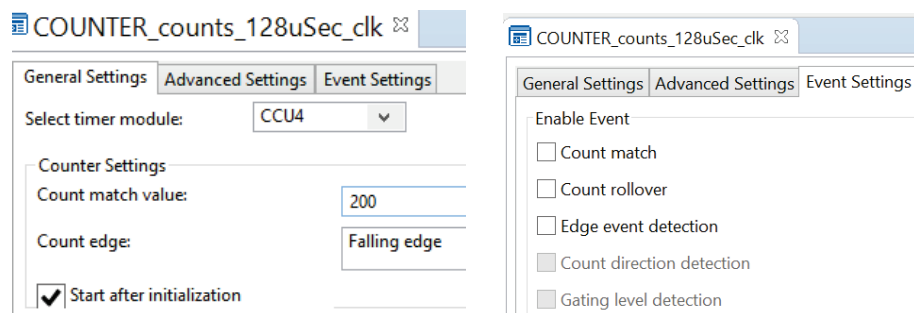 COUNTER_counts_128uSec_clk
General Settings Advanced Settings Event Settings
Select timer module: CCU4
Counter Settings
Count match value: 200
Count edge: Falling edge
Start after initialization
COUNTER_counts_128uSec_clk
General Settings Advanced Settings Event Settings
Enable Event
Count match
Count rollover
Edge event detection
Count direction detection
Gating level detection